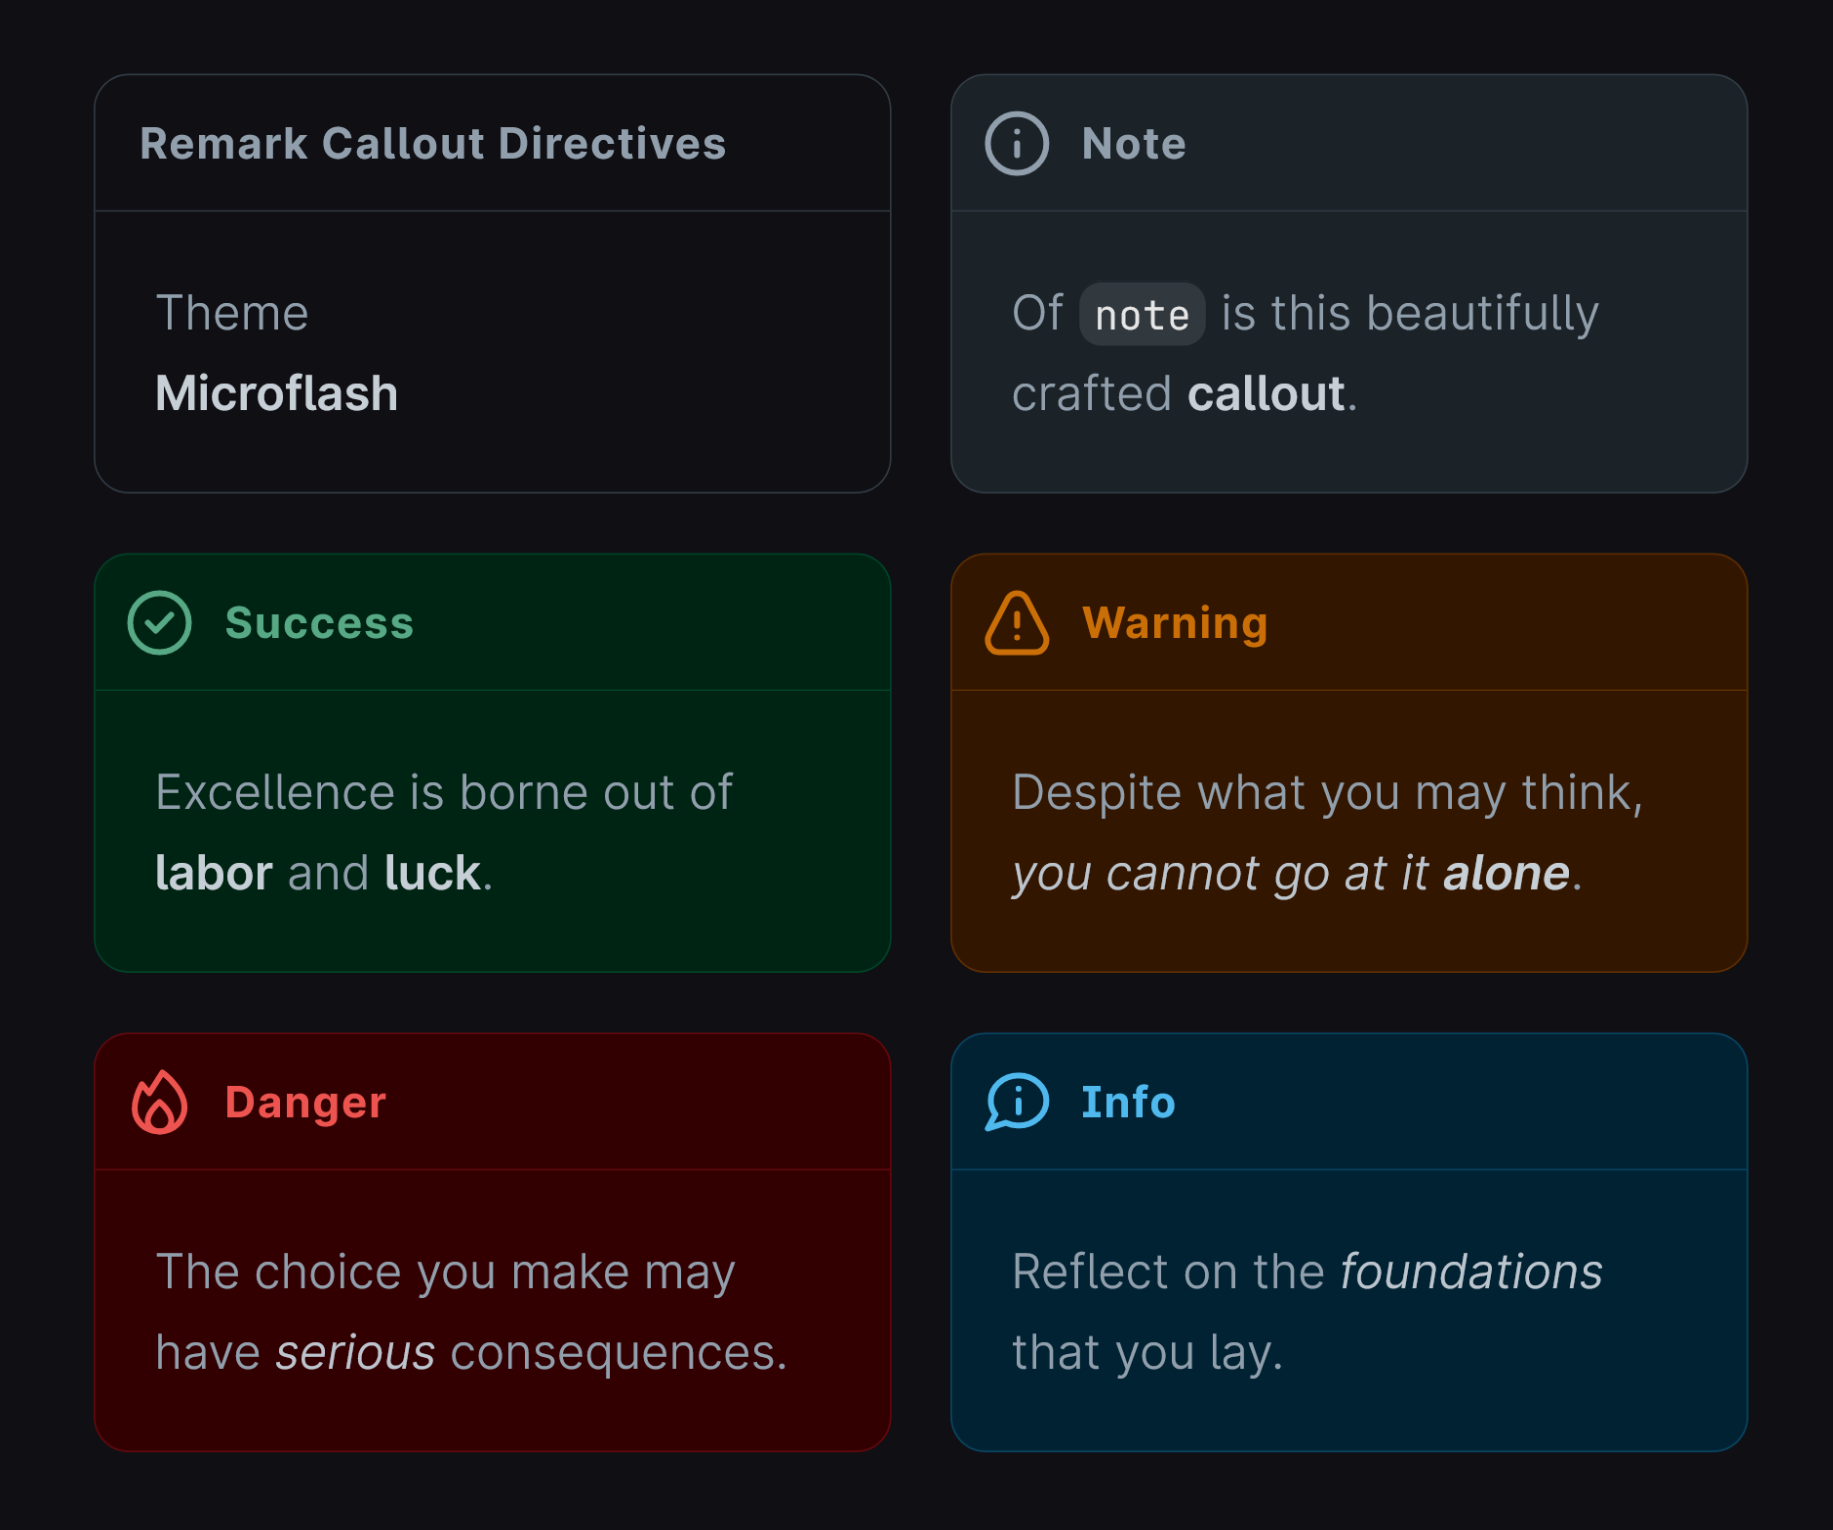 Remark Callout Directives
Theme
Microflash
Note
Of note is this beautifully
crafted callout.
Success
Excellence is borne out of
labor and luck.
Warning
Despite what you may think,
you cannot go at it alone.
Danger
The choice you make may
have serious consequences.
Info
Reflect on the foundations
that you lay.